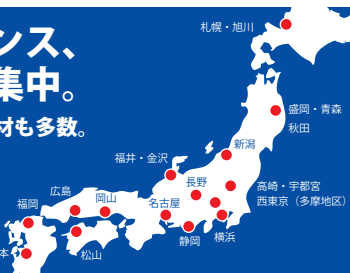 ンス、
集中。
材も多数。
札幌・旭川
盛岡・青森
秋田
新潟
福井・金沢
長野
高崎・宇都宮
西東京（多摩地区）
広島
岡山
名古屋
福岡
静岡
横浜
松山
本